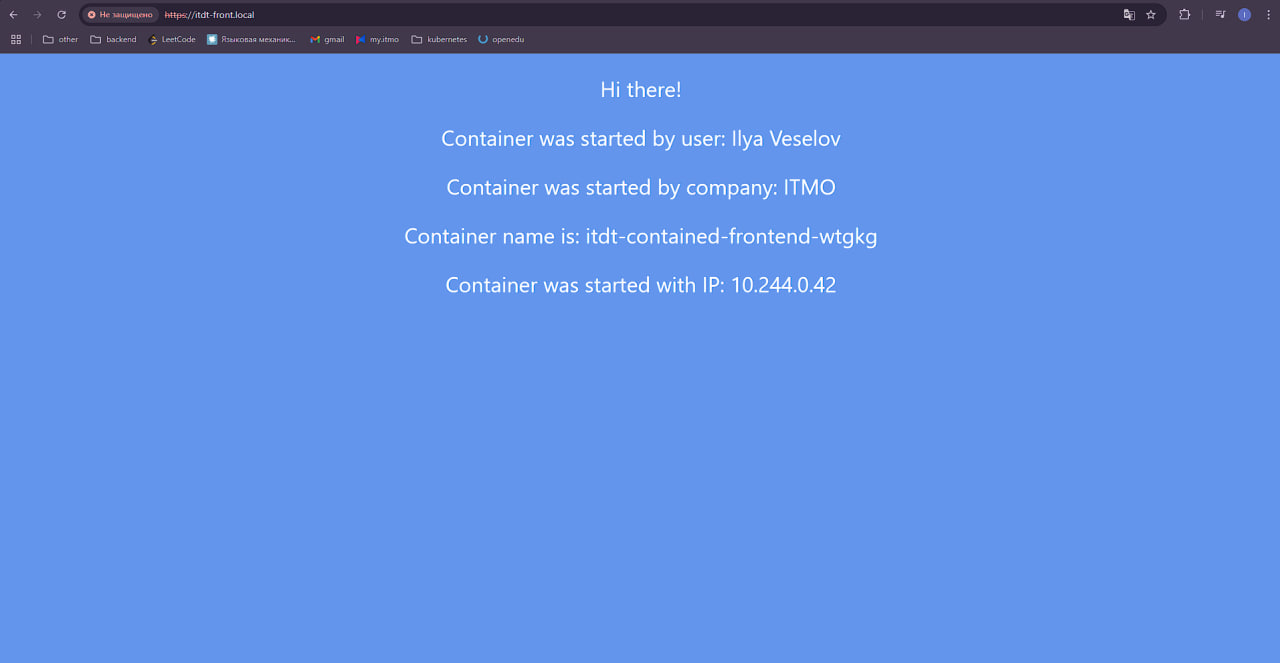 Не защищено https://itdt-front.local
other backend LeetCode Языковая механик... gmail my.itmo kubernetes openedu
Hi there!
Container was started by user: Ilya Veselov
Container was started by company: ITMO
Container name is: itdt-contained-frontend-wtgkg
Container was started with IP: 10.244.0.42